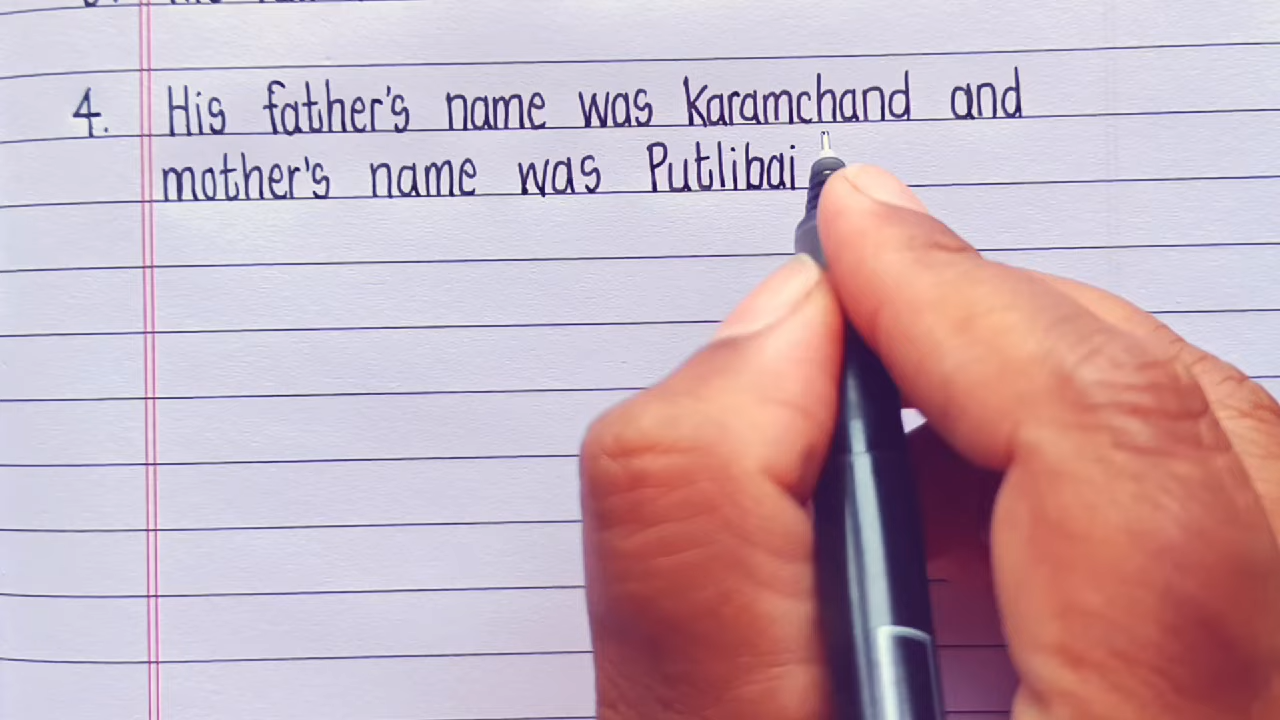 4. His father's name was Karamchand and
mother's name was Putlibai